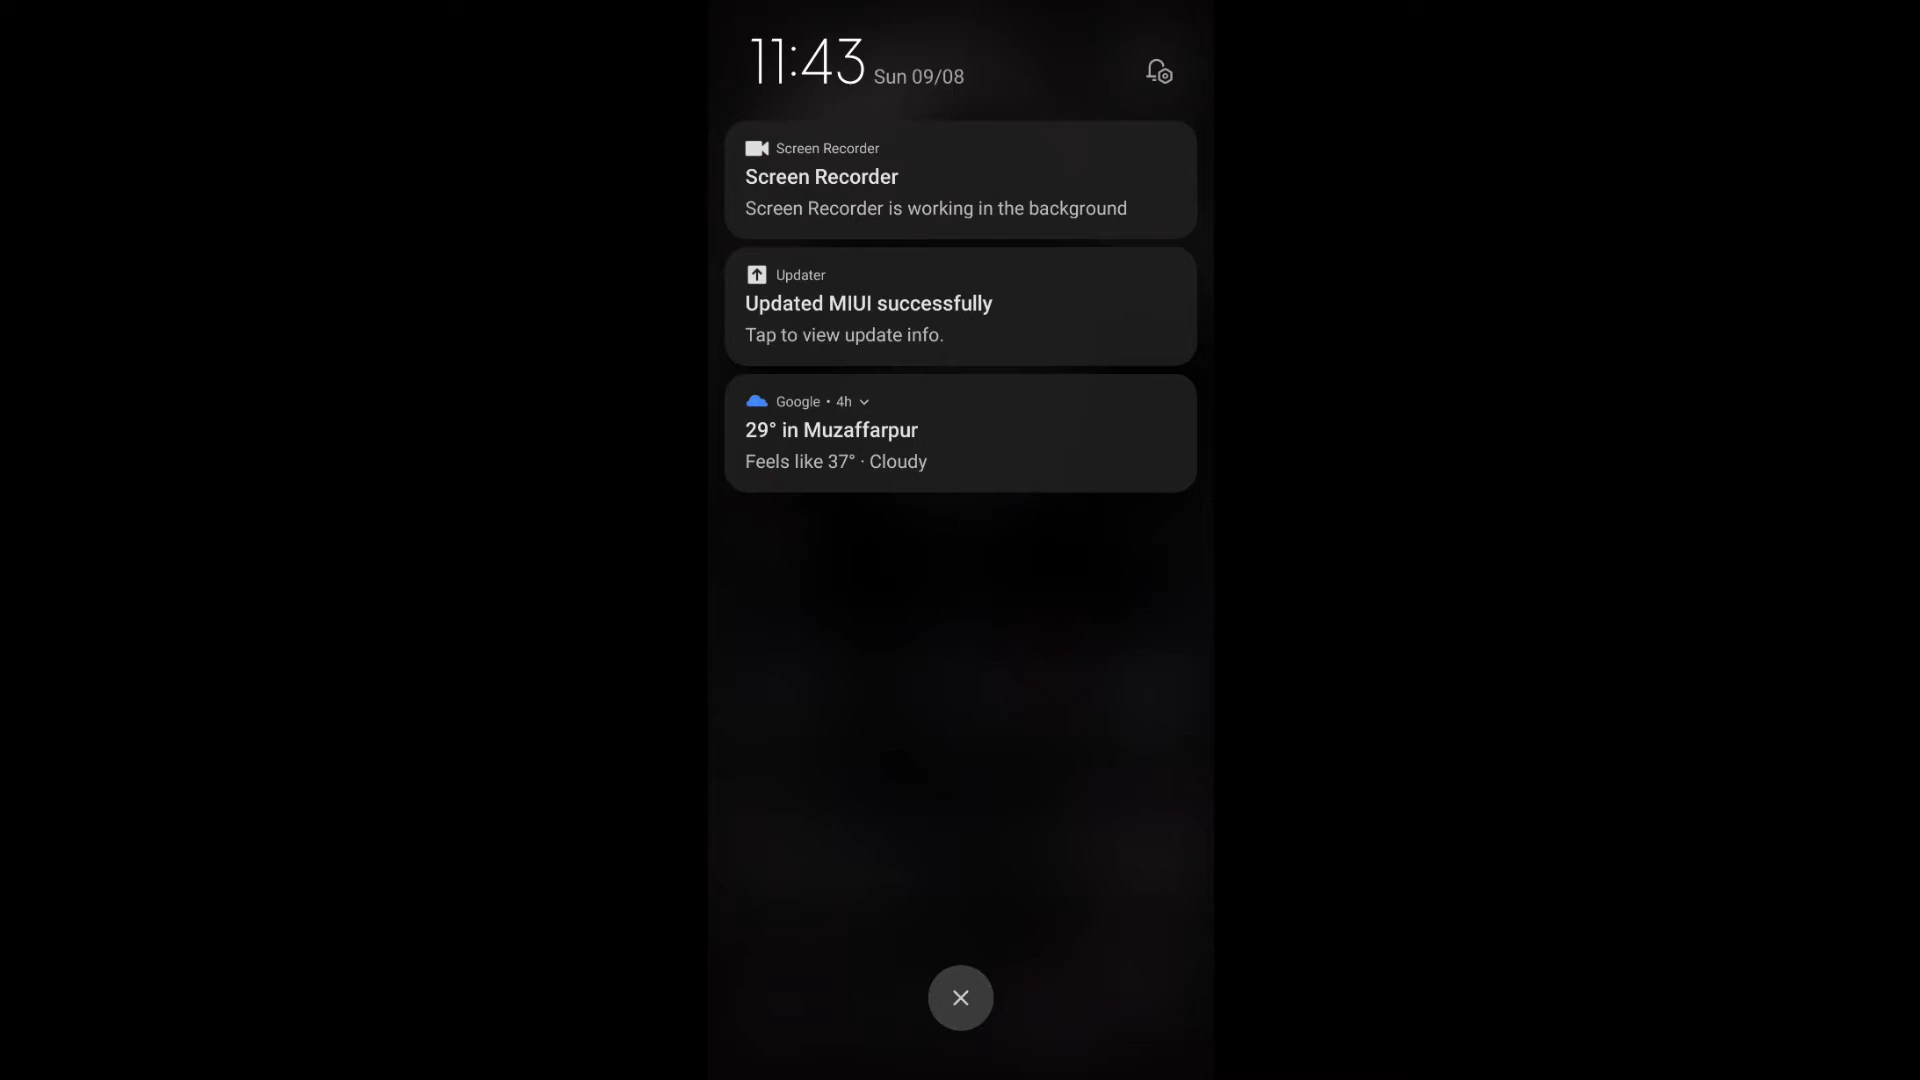 11:43 Sun 09/08
Screen Recorder
Screen Recorder
Screen Recorder is working in the background
Updater
Updated MIUI successfully
Tap to view update info.
Google • 4h
29° in Muzaffarpur
Feels like 37° · Cloudy